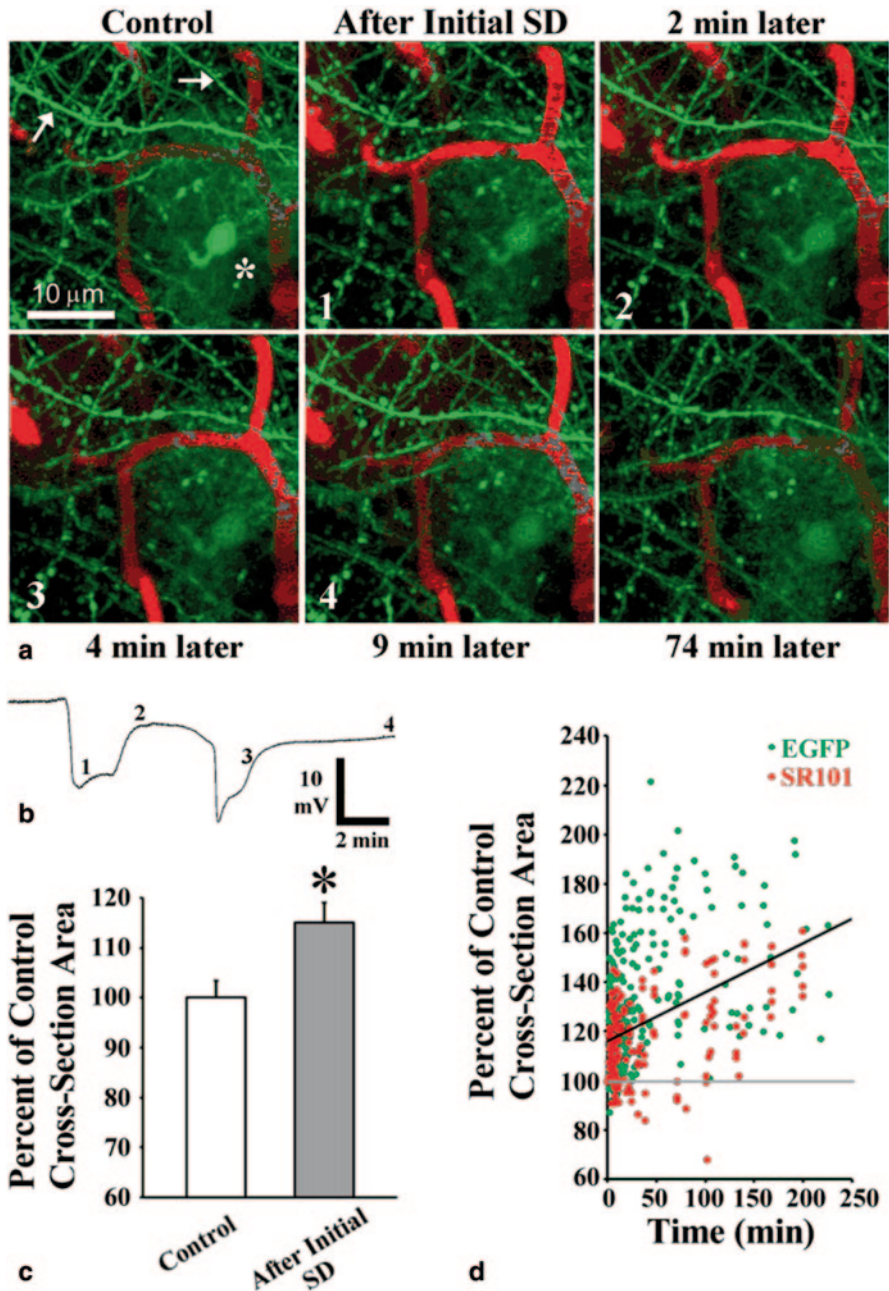 Control After Initial SD 2 min later
*
10 μm
1
2
3
4
4 min later 9 min later 74 min later
a
b
1
2
3
4
10
mV
2 min
c
Percent of Control
Cross-Section Area
120
110
100
90
80
70
60
*
Control
After Initial
SD
d
Percent of Control
Cross-Section Area
240
220
200
180
160
140
120
100
80
60
EGFP
SR101
0 50 100 150 200 250
Time (min)